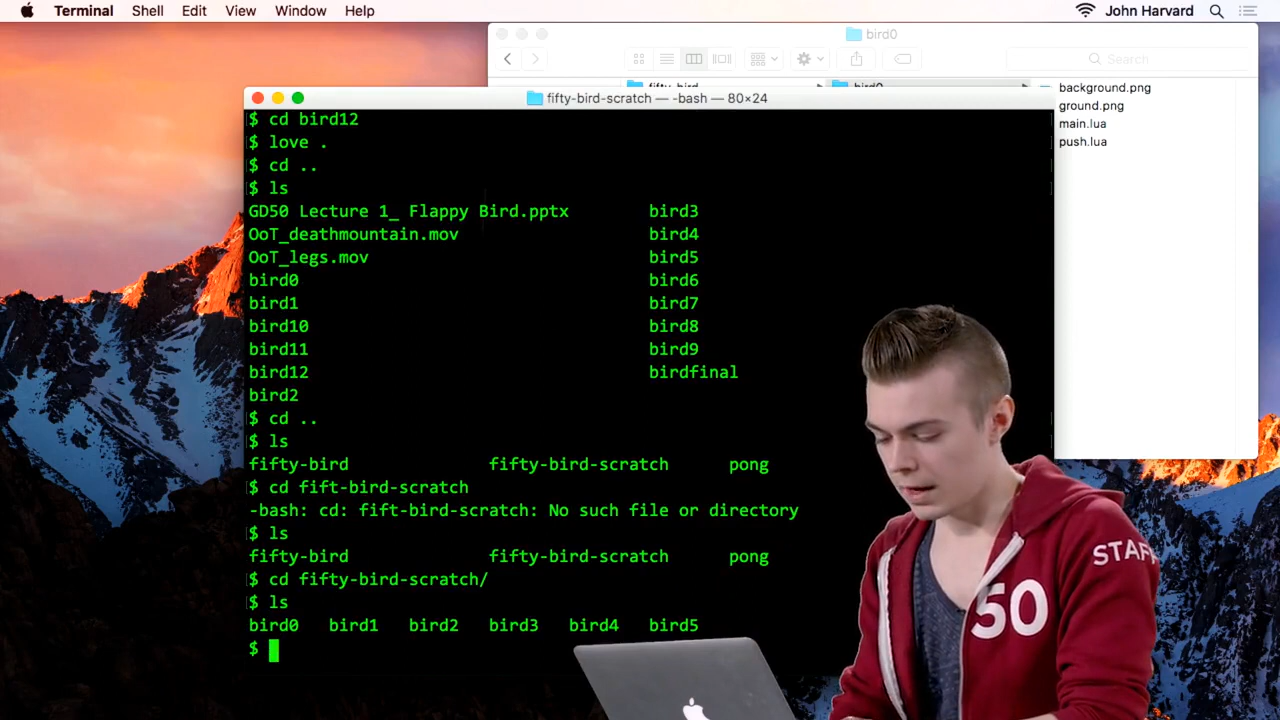 Terminal Shell Edit View Window Help John Harvard
bird0
Search
bird0
background.png
ground.png
main.lua
push.lua
fifty-bird-scratch — -bash — 80×24
$ cd bird12
$ love .
$ cd ..
$ ls
GD50 Lecture 1_ Flappy Bird.pptx bird3
OoT_deathmountain.mov bird4
OoT_legs.mov bird5
bird0 bird6
bird1 bird7
bird10 bird8
bird11 bird9
bird12 birdfinal
bird2
$ cd ..
$ ls
fifty-bird fifty-bird-scratch pong
$ cd fift-bird-scratch
-bash: cd: fift-bird-scratch: No such file or directory
$ ls
fifty-bird fifty-bird-scratch pong
$ cd fifty-bird-scratch/
$ ls
bird0 bird1 bird2 bird3 bird4 bird5
$
STAFF
50